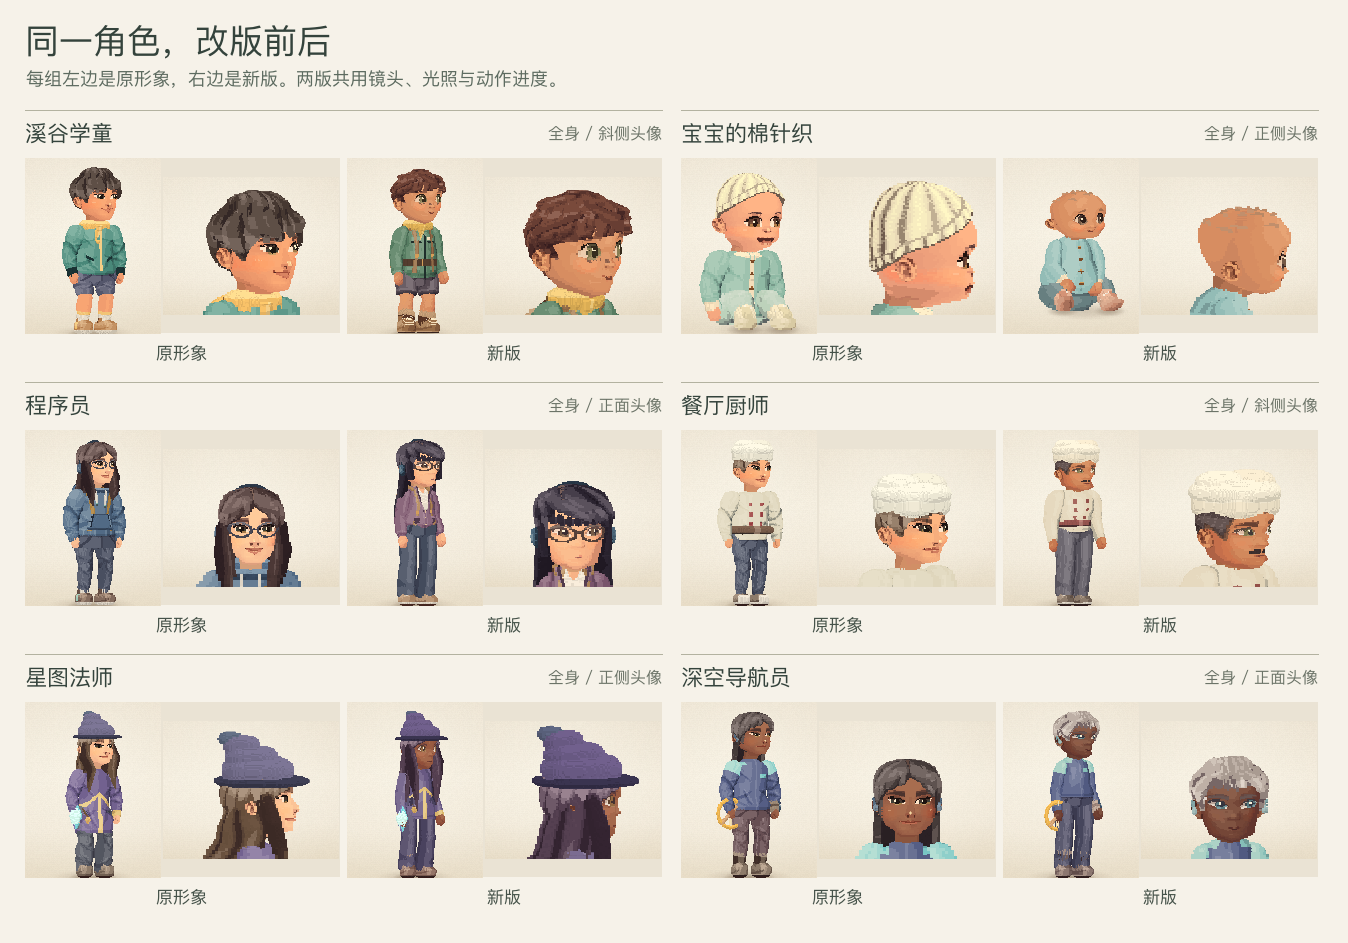 同一角色，改版前后
每组左边是原形象，右边是新版。两版共用镜头、光照与动作进度。
溪谷学童
全身 / 斜侧头像
原形象
新版
宝宝的棉针织
全身 / 正侧头像
原形象
新版
程序员
全身 / 正面头像
原形象
新版
餐厅厨师
全身 / 斜侧头像
原形象
新版
星图法师
全身 / 正侧头像
原形象
新版
深空导航员
全身 / 正面头像
原形象
新版